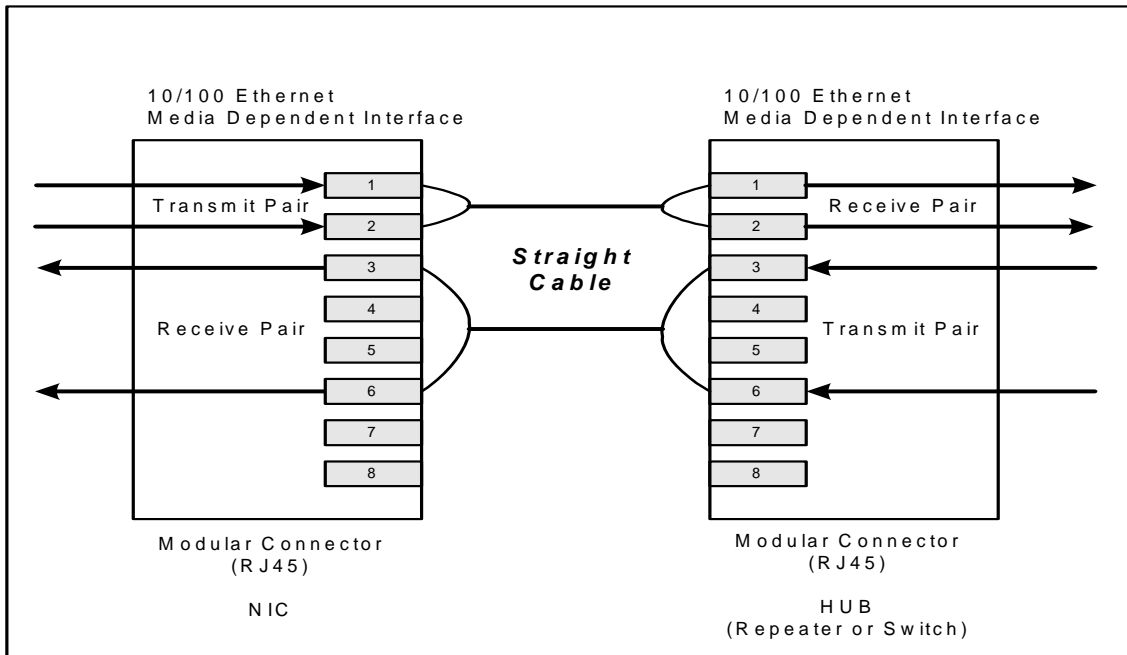 10/100 Ethernet
Media Dependent Interface
1
2
3
4
5
6
7
8
Transmit Pair
Receive Pair
Modular Connector
(RJ45)
NIC
Straight
Cable
10/100 Ethernet
Media Dependent Interface
1
2
3
4
5
6
7
8
Receive Pair
Transmit Pair
Modular Connector
(RJ45)
HUB
(Repeater or Switch)